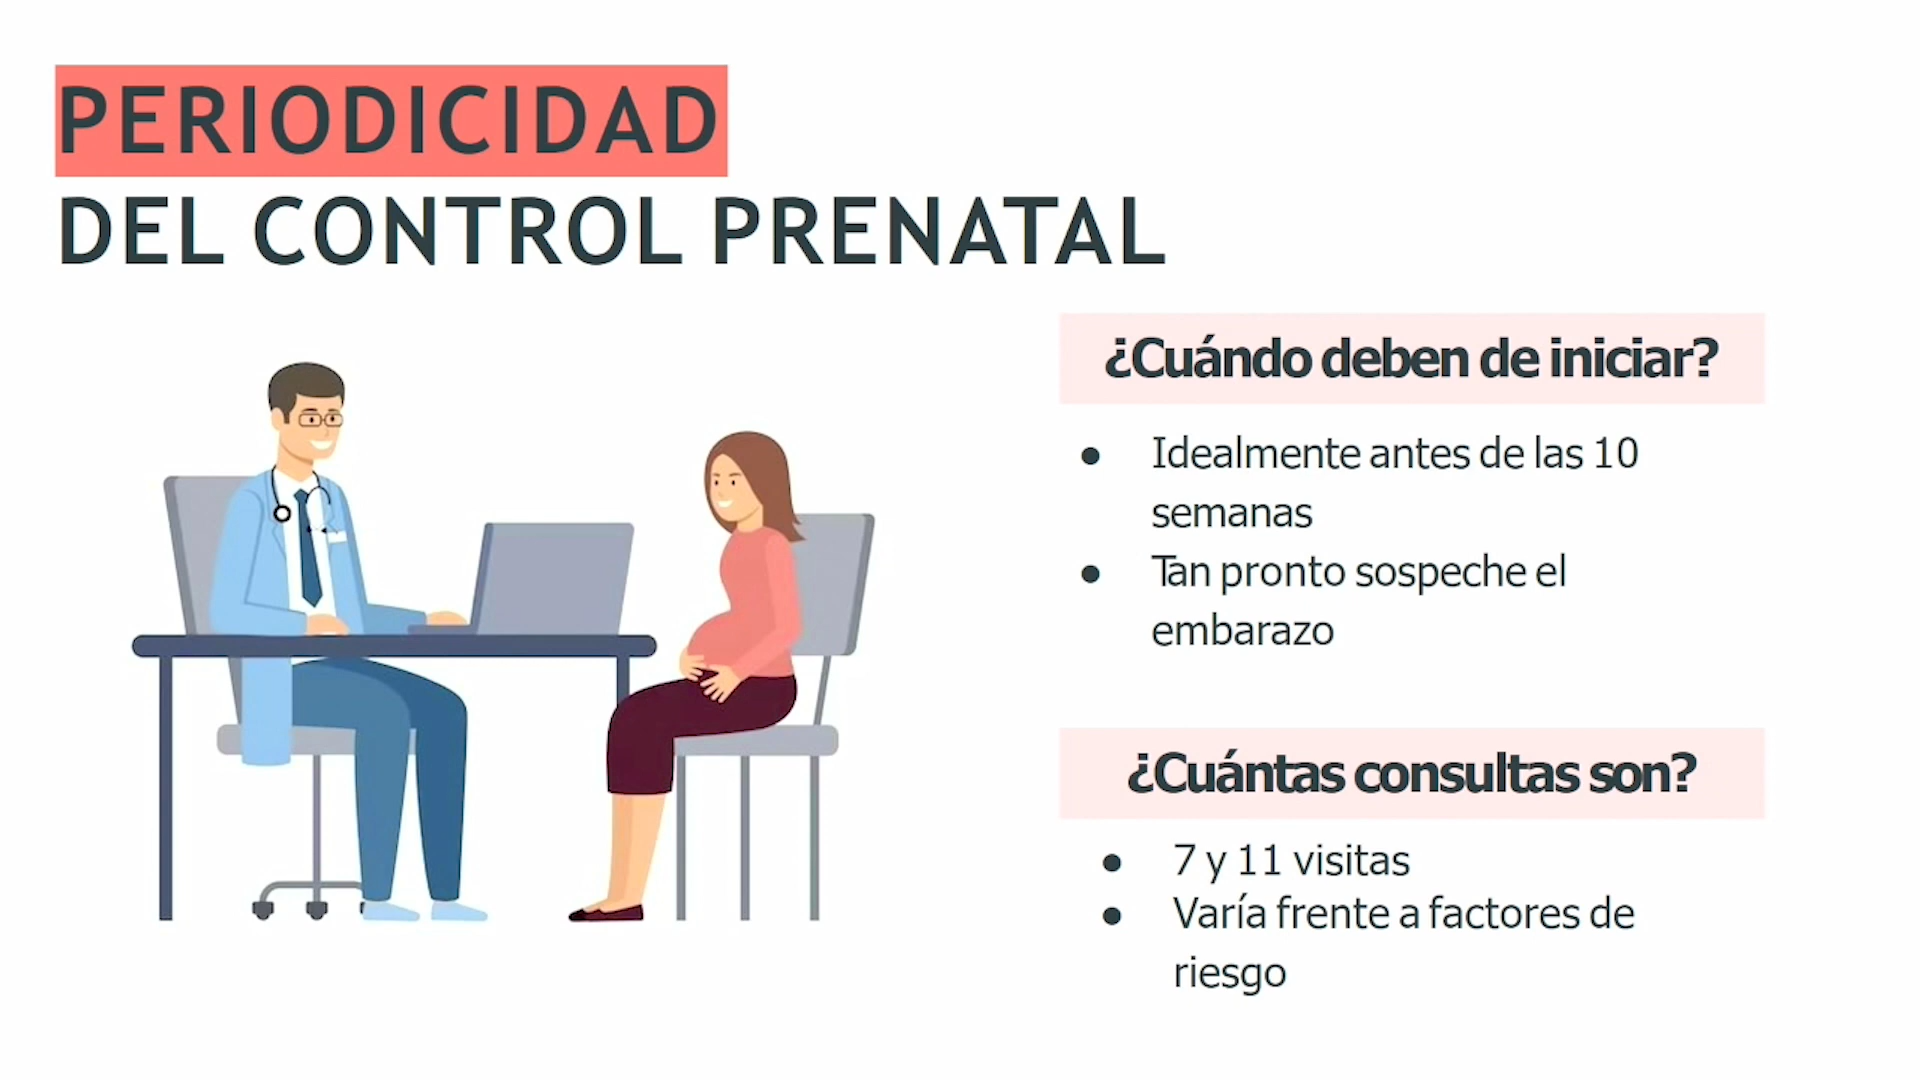 PERIODICIDAD
DEL CONTROL PRENATAL
¿Cuándo deben de iniciar?
● Idealmente antes de las 10
semanas
● Tan pronto sospeche el
embarazo
¿Cuántas consultas son?
● 7 y 11 visitas
● Varía frente a factores de
riesgo